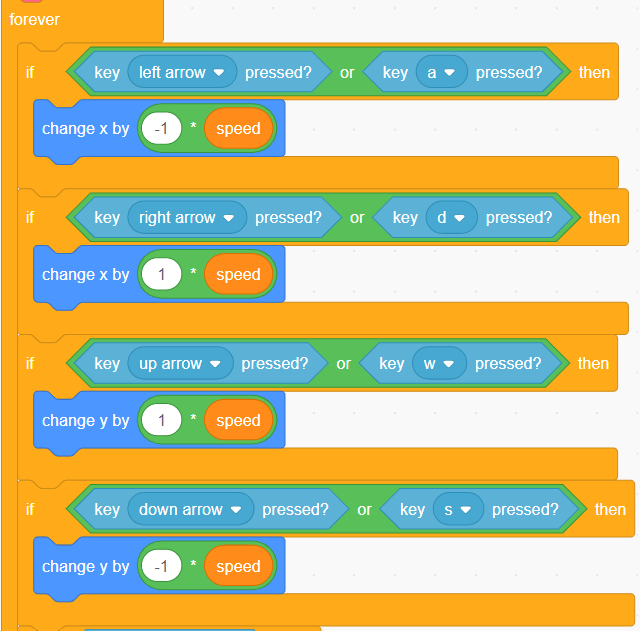 forever
if key left arrow pressed? or key a pressed? then
change x by -1 * speed
if key right arrow pressed? or key d pressed? then
change x by 1 * speed
if key up arrow pressed? or key w pressed? then
change y by 1 * speed
if key down arrow pressed? or key s pressed? then
change y by -1 * speed